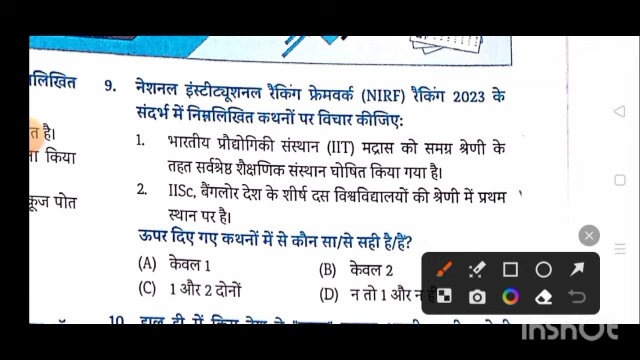 लिखित
त है।
ना किया
कूज पोत
9. नेशनल इंस्टीट्यूशनल रैकिंग फ्रेमवर्क (NIRF) रैकिंग 2023 के
संदर्भ में निम्नलिखित कथनों पर विचार कीजिए:
1. भारतीय प्रौद्योगिकी संस्थान (IIT) मद्रास को समग्र श्रेणी के
तहत सर्वश्रेष्ठ शैक्षणिक संस्थान घोषित किया गया है।
2. IISc, बैंगलोर देश के शीर्ष दस विश्वविद्यालयों की श्रेणी में प्रथम
स्थान पर है।
ऊपर दिए गए कथनों में से कौन सा/से सही है/हैं?
(A) केवल 1 (B) केवल 2
(C) 1 और 2 दोनों (D) न तो 1 और न ही
10. हाल ही में किस देश ने
InShOt